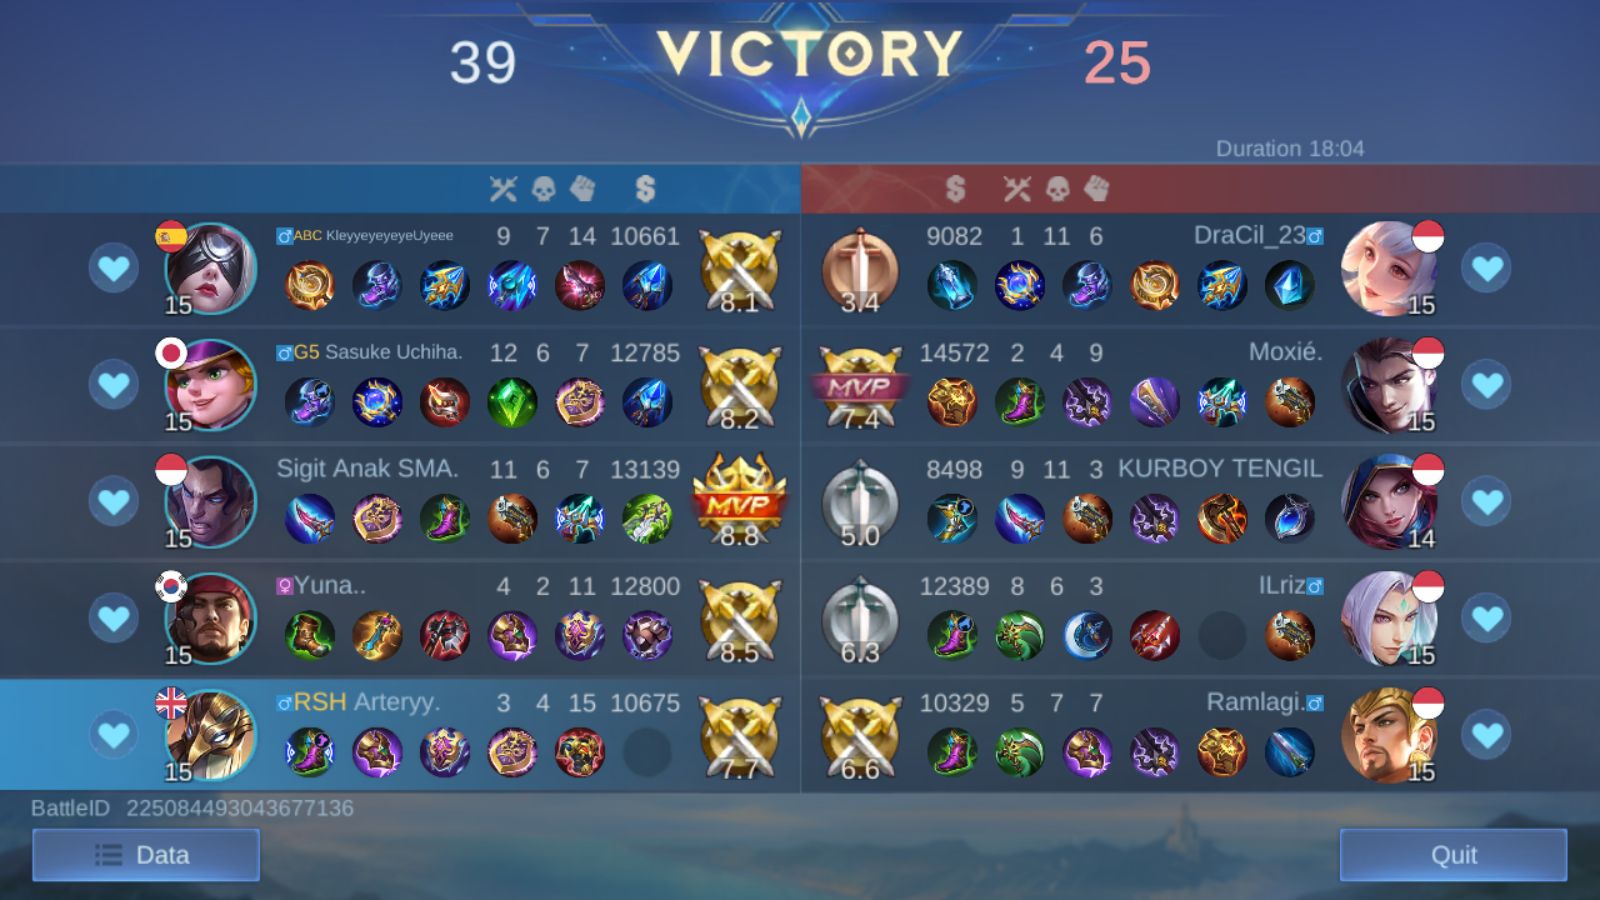 39 VICTORY 25
Duration 18:04
ABC KleyyeyeyeyeUyeee 9 7 14 10661 8.1 15
3.4 9082 1 11 6 DraCil_23 15
G5 Sasuke Uchiha. 12 6 7 12785 8.2 15
MVP 7.4 14572 2 4 9 Moxié. 15
Sigit Anak SMA. 11 6 7 13139 MVP 8.8 15
5.0 8498 9 11 3 KURBOY TENGIL 14
Yuna.. 4 2 11 12800 8.5 15
6.3 12389 8 6 3 ILriz 15
RSH Arteryy. 3 4 15 10675 7.7 15
6.6 10329 5 7 7 Ramlagi. 15
BattleID 225084493043677136
Data
Quit